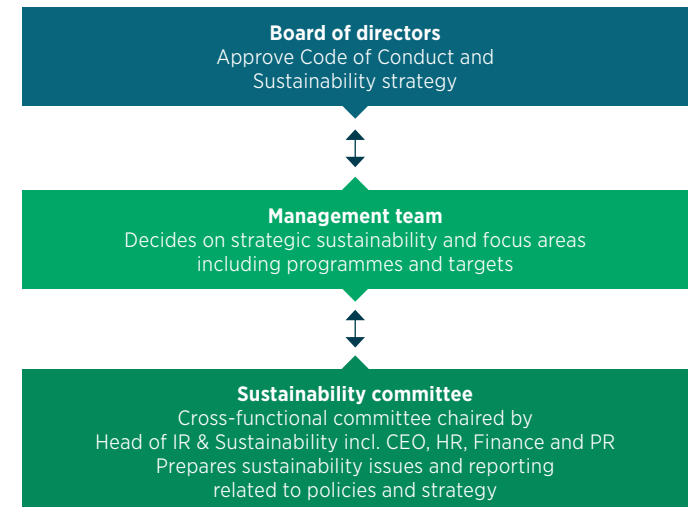 Board of directors
Approve Code of Conduct and
Sustainability strategy
Management team
Decides on strategic sustainability and focus areas
including programmes and targets
Sustainability committee
Cross-functional committee chaired by
Head of IR & Sustainability incl. CEO, HR, Finance and PR
Prepares sustainability issues and reporting
related to policies and strategy